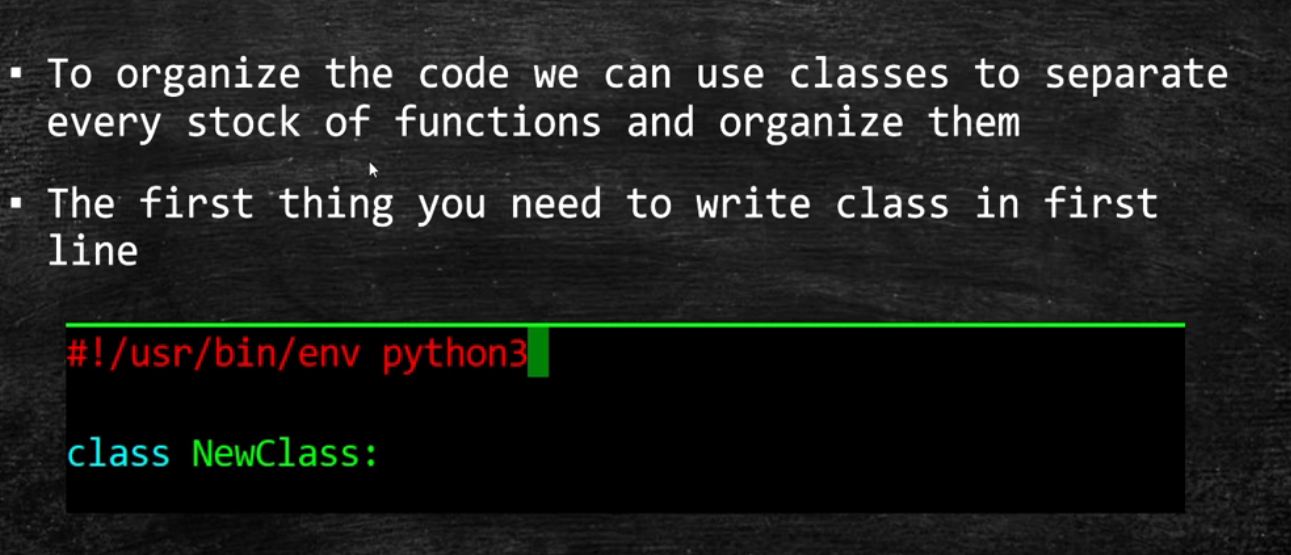 ▪ To organize the code we can use classes to separate
every stock of functions and organize them
▪ The first thing you need to write class in first
line
#!/usr/bin/env python3
class NewClass: